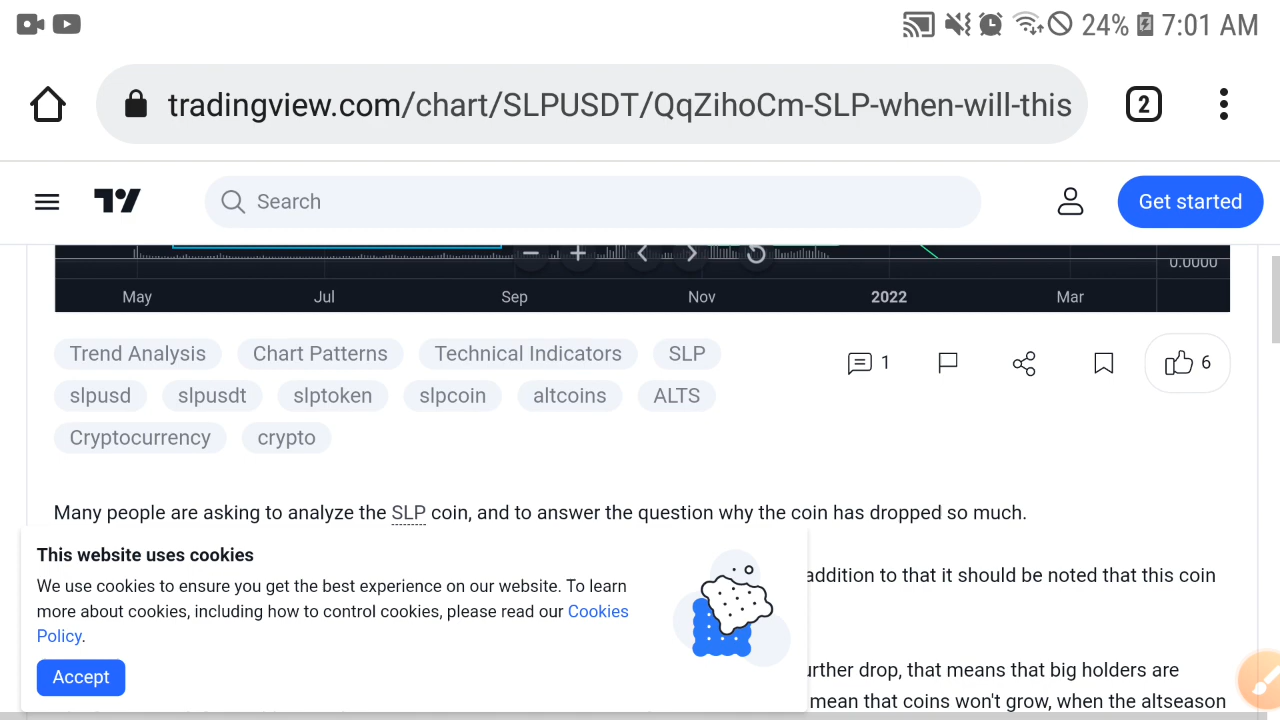 24% 7:01 AM
tradingview.com/chart/SLPUSDT/QqZihoCm-SLP-when-will-this
2
Search
Get started
0.0000
May Jul Sep Nov 2022 Mar
Trend Analysis Chart Patterns Technical Indicators SLP
1
6
slpusd slpusdt slptoken slpcoin altcoins ALTS
Cryptocurrency crypto
Many people are asking to analyze the SLP coin, and to answer the question why the coin has dropped so much.
addition to that it should be noted that this coin
further drop, that means that big holders are
mean that coins won't grow, when the altseason
This website uses cookies
We use cookies to ensure you get the best experience on our website. To learn
more about cookies, including how to control cookies, please read our Cookies
Policy.
Accept